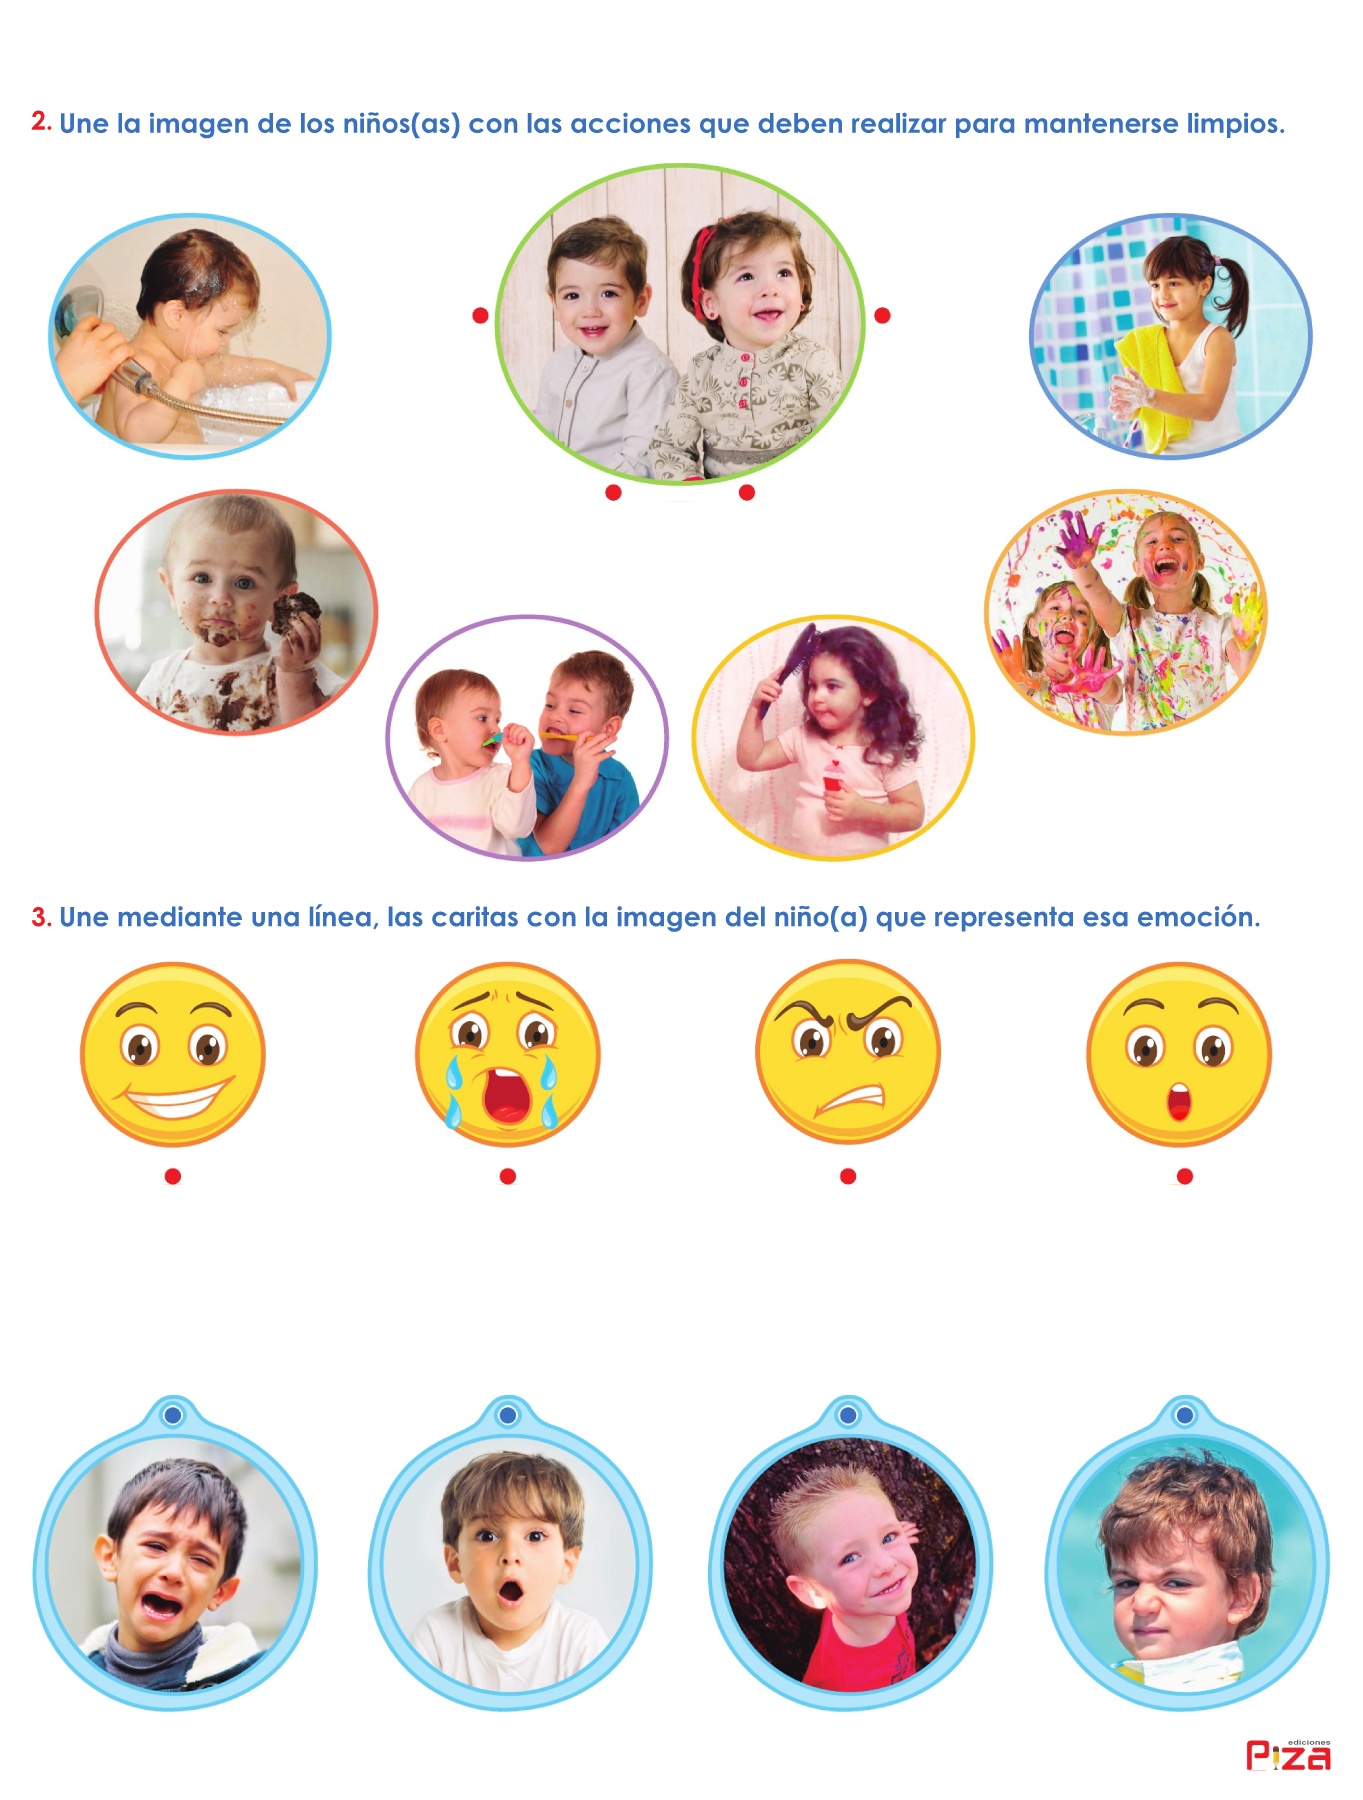 2. Une la imagen de los niños(as) con las acciones que deben realizar para mantenerse limpios.
3. Une mediante una línea, las caritas con la imagen del niño(a) que representa esa emoción.
ediciones
Piza